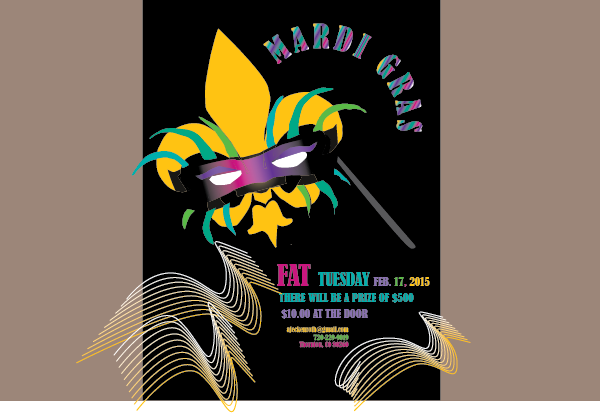 MARDI GRAS
FAT TUESDAY FEB. 17, 2015
THERE WILL BE A PRIZE OF $500
$10.00 AT THE DOOR